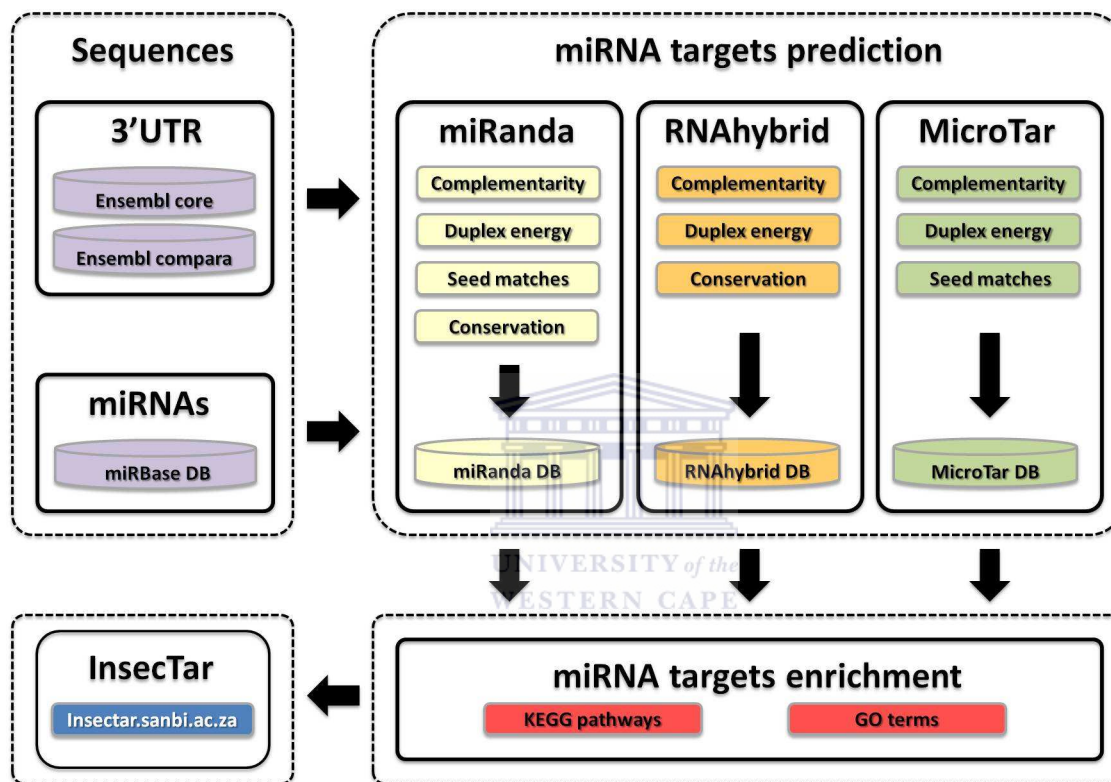 Sequences
3’UTR
Ensembl core
Ensembl compara
miRNAs
miRBase DB
miRNA targets prediction
miRanda
Complementarity
Duplex energy
Seed matches
Conservation
miRanda DB
RNAhybrid
Complementarity
Duplex energy
Conservation
RNAhybrid DB
MicroTar
Complementarity
Duplex energy
Seed matches
MicroTar DB
UNIVERSITY of the
WESTERN CAPE
miRNA targets enrichment
KEGG pathways
GO terms
InsecTar
Insectar.sanbi.ac.za